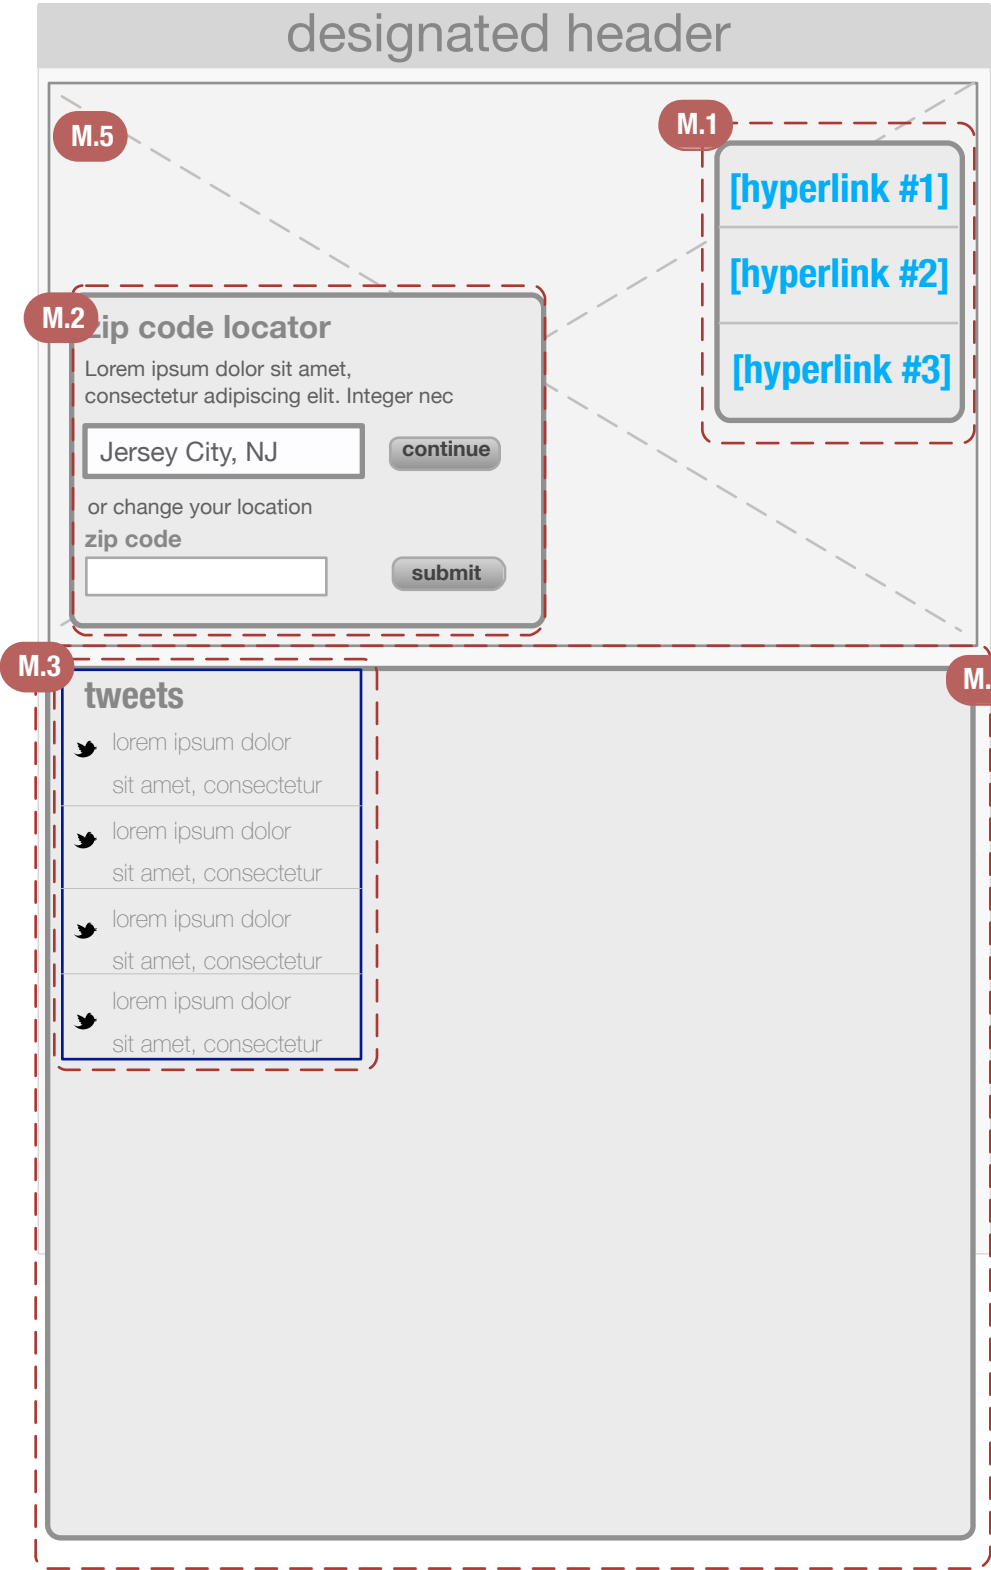 designated header
M.5
M.1
[hyperlink #1]
[hyperlink #2]
[hyperlink #3]
M.2
zip code locator
Lorem ipsum dolor sit amet,
consectetur adipiscing elit. Integer nec
Jersey City, NJ
continue
or change your location
zip code
submit
M.3
M.
tweets
lorem ipsum dolor
sit amet, consectetur
lorem ipsum dolor
sit amet, consectetur
lorem ipsum dolor
sit amet, consectetur
lorem ipsum dolor
sit amet, consectetur